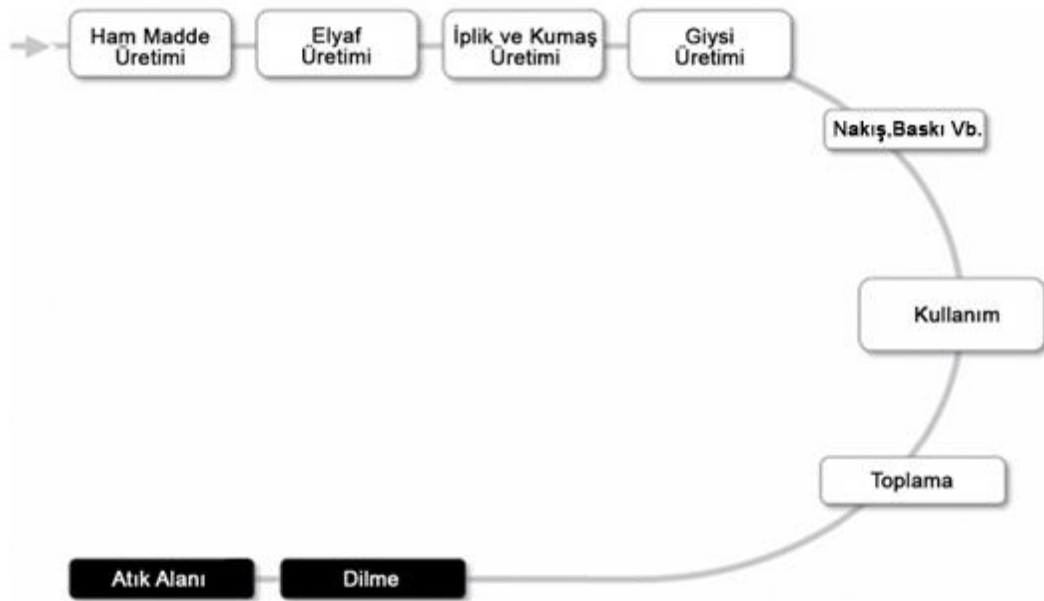 Ham Madde
Üretimi
Elyaf
Üretimi
İplik ve Kumaş
Üretimi
Giysi
Üretimi
Nakış,Baskı Vb.
Kullanım
Toplama
Atık Alanı
Dilme